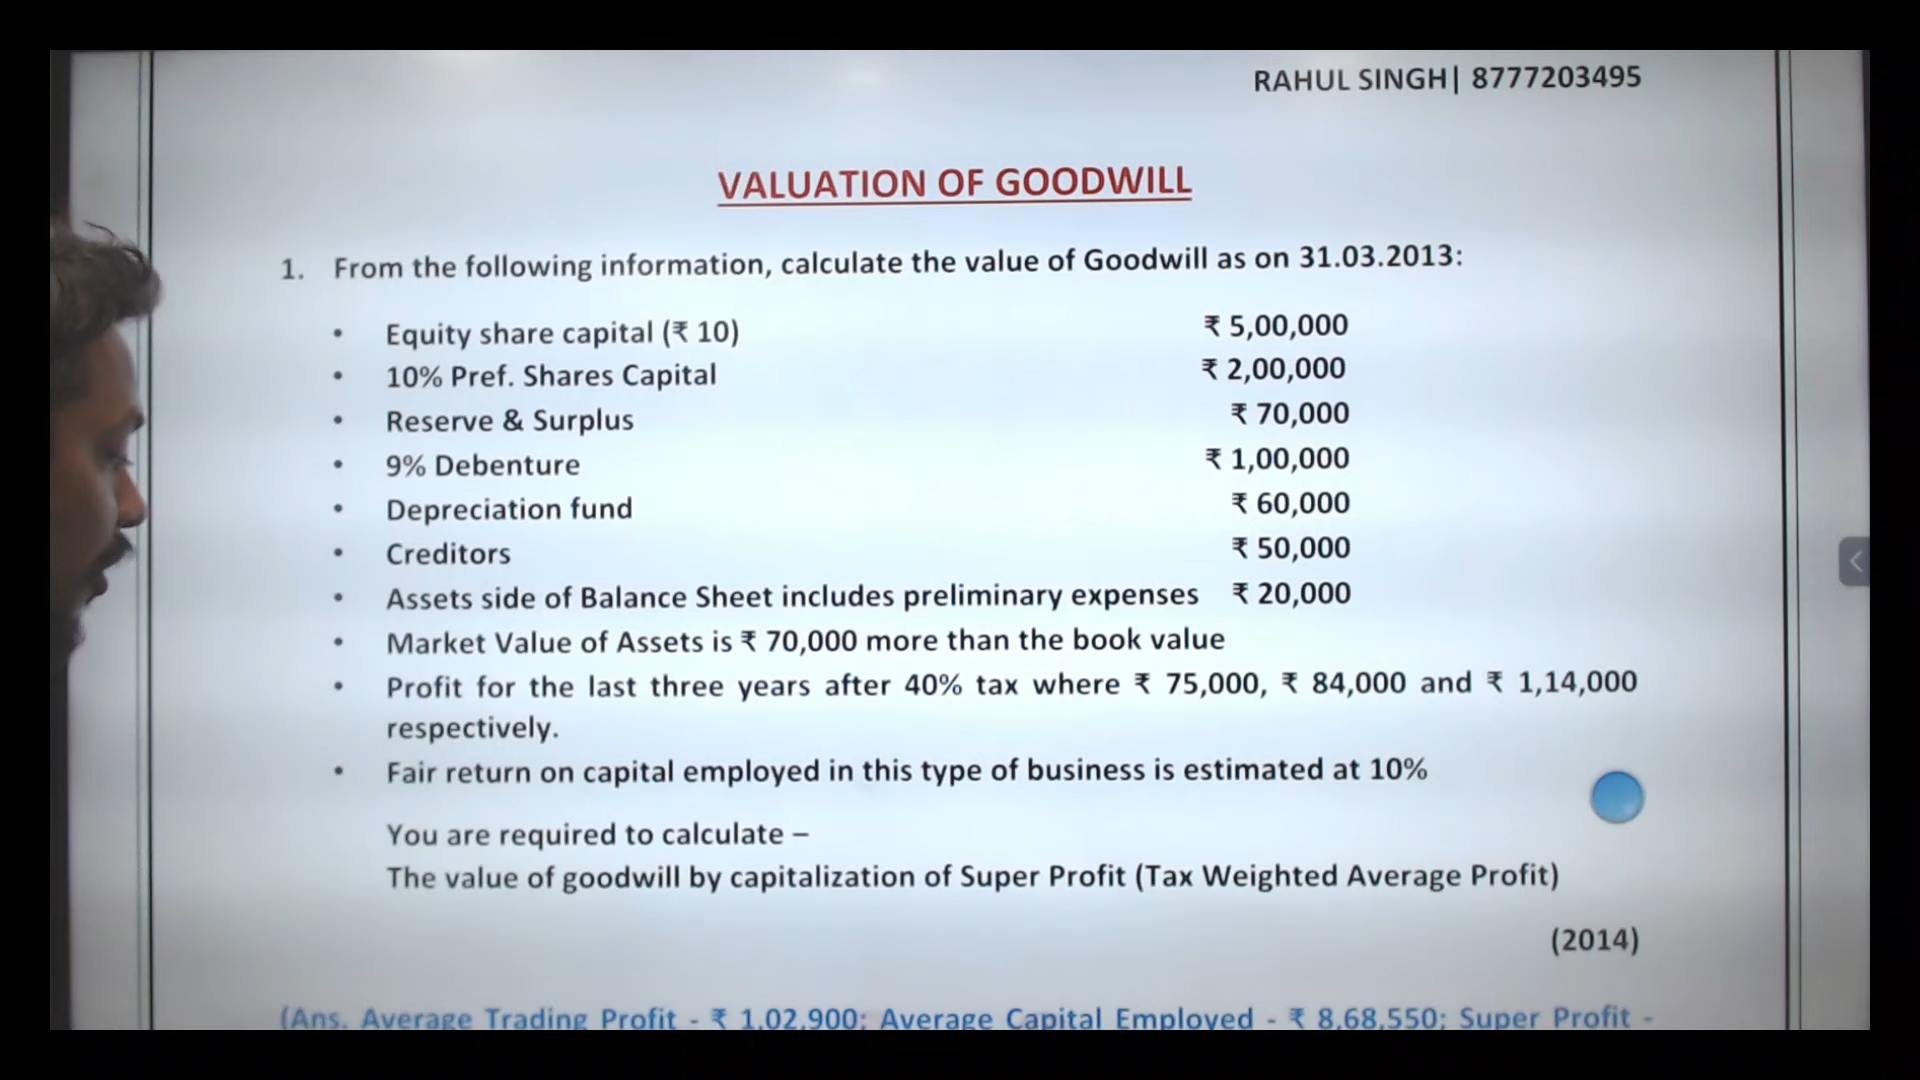 RAHUL SINGH| 8777203495
VALUATION OF GOODWILL
1. From the following information, calculate the value of Goodwill as on 31.03.2013:
• Equity share capital (₹ 10) ₹ 5,00,000
• 10% Pref. Shares Capital ₹ 2,00,000
• Reserve & Surplus ₹ 70,000
• 9% Debenture ₹ 1,00,000
• Depreciation fund ₹ 60,000
• Creditors ₹ 50,000
• Assets side of Balance Sheet includes preliminary expenses ₹ 20,000
• Market Value of Assets is ₹ 70,000 more than the book value
• Profit for the last three years after 40% tax where ₹ 75,000, ₹ 84,000 and ₹ 1,14,000
respectively.
• Fair return on capital employed in this type of business is estimated at 10%
You are required to calculate –
The value of goodwill by capitalization of Super Profit (Tax Weighted Average Profit)
(2014)
(Ans. Average Trading Profit - ₹ 1,02,900; Average Capital Employed - ₹ 8,68,550; Super Profit -